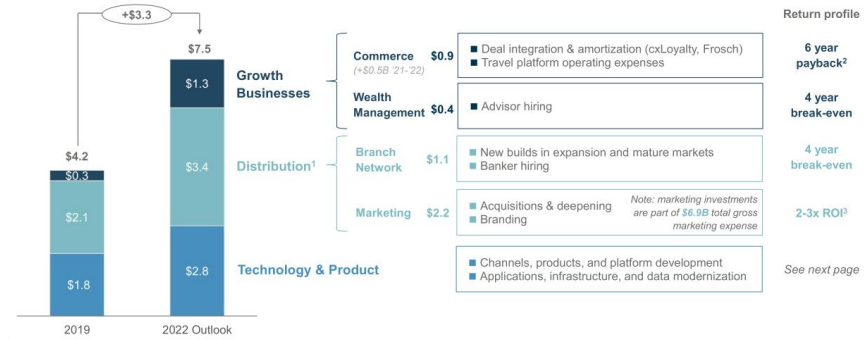 +$3.3
Return profile
$7.5
$1.3
$3.4
$2.8
2022 Outlook
$4.2
$0.3
$2.1
$1.8
2019
Growth
Businesses
Commerce $0.9
(+$0.5B '21-'22)
■ Deal integration & amortization (cxLoyalty, Frosch)
■ Travel platform operating expenses
6 year
payback2
Wealth
Management $0.4
■ Advisor hiring
4 year
break-even
Distribution1
Branch
Network
$1.1
■ New builds in expansion and mature markets
■ Banker hiring
4 year
break-even
Marketing $2.2
■ Acquisitions & deepening
■ Branding
Note: marketing investments
are part of $6.9B total gross
marketing expense
2-3x ROI3
Technology & Product
■ Channels, products, and platform development
■ Applications, infrastructure, and data modernization
See next page